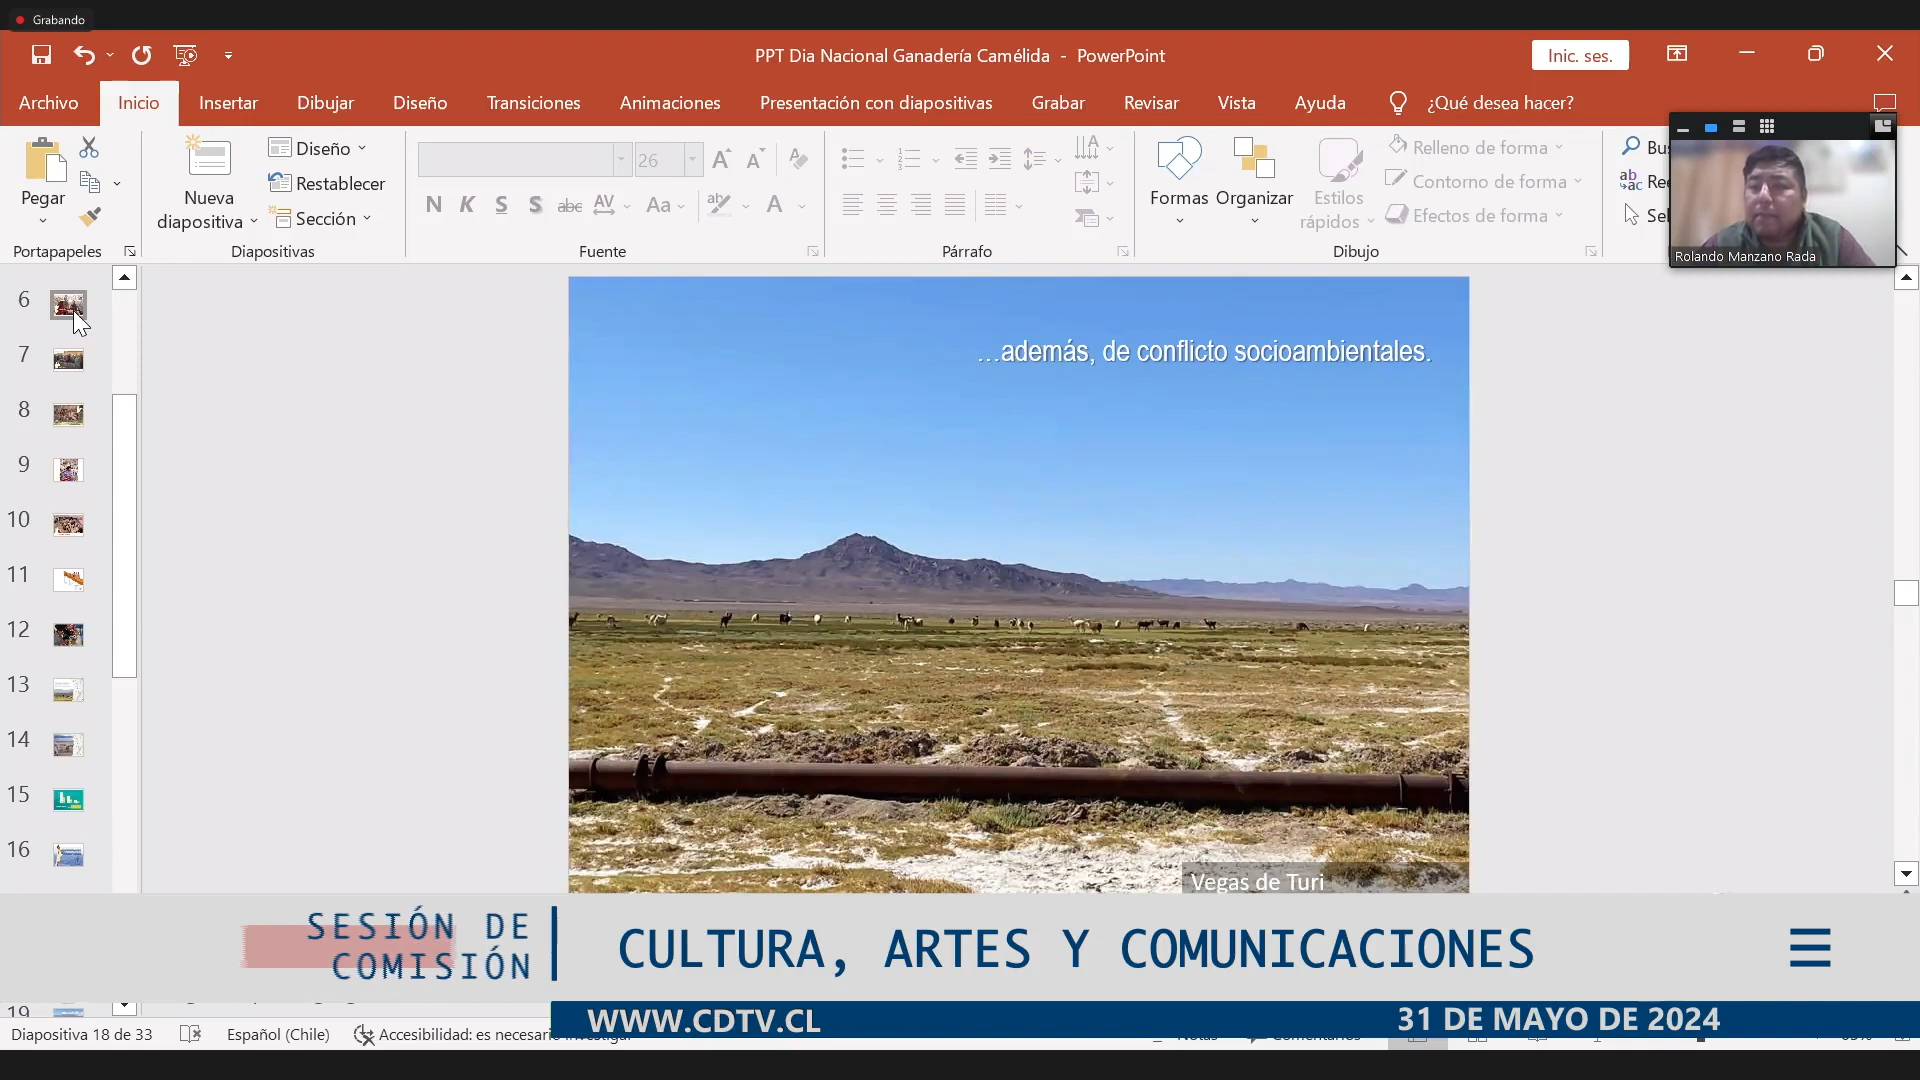 Grabando
PPT Dia Nacional Ganadería Camélida - PowerPoint
Inic. ses.
Archivo Inicio Insertar Dibujar Diseño Transiciones Animaciones Presentación con diapositivas Grabar Revisar Vista Ayuda ¿Qué desea hacer?
Pegar
Nueva diapositiva
Diseño
Restablecer
Sección
26
N K S S abc AV Aa A
Formas
Organizar
Estilos rápidos
Relleno de forma
Contorno de forma
Efectos de forma
Portapapeles Diapositivas Fuente Párrafo Dibujo
Rolando Manzano Rada
6
7
8
9
10
11
12
13
14
15
16
19
…además, de conflicto socioambientales.
Vegas de Turi
SESIÓN DE
COMISIÓN
CULTURA, ARTES Y COMUNICACIONES
WWW.CDTV.CL
31 DE MAYO DE 2024
Diapositiva 18 de 33 Español (Chile) Accesibilidad: es necesario investigar